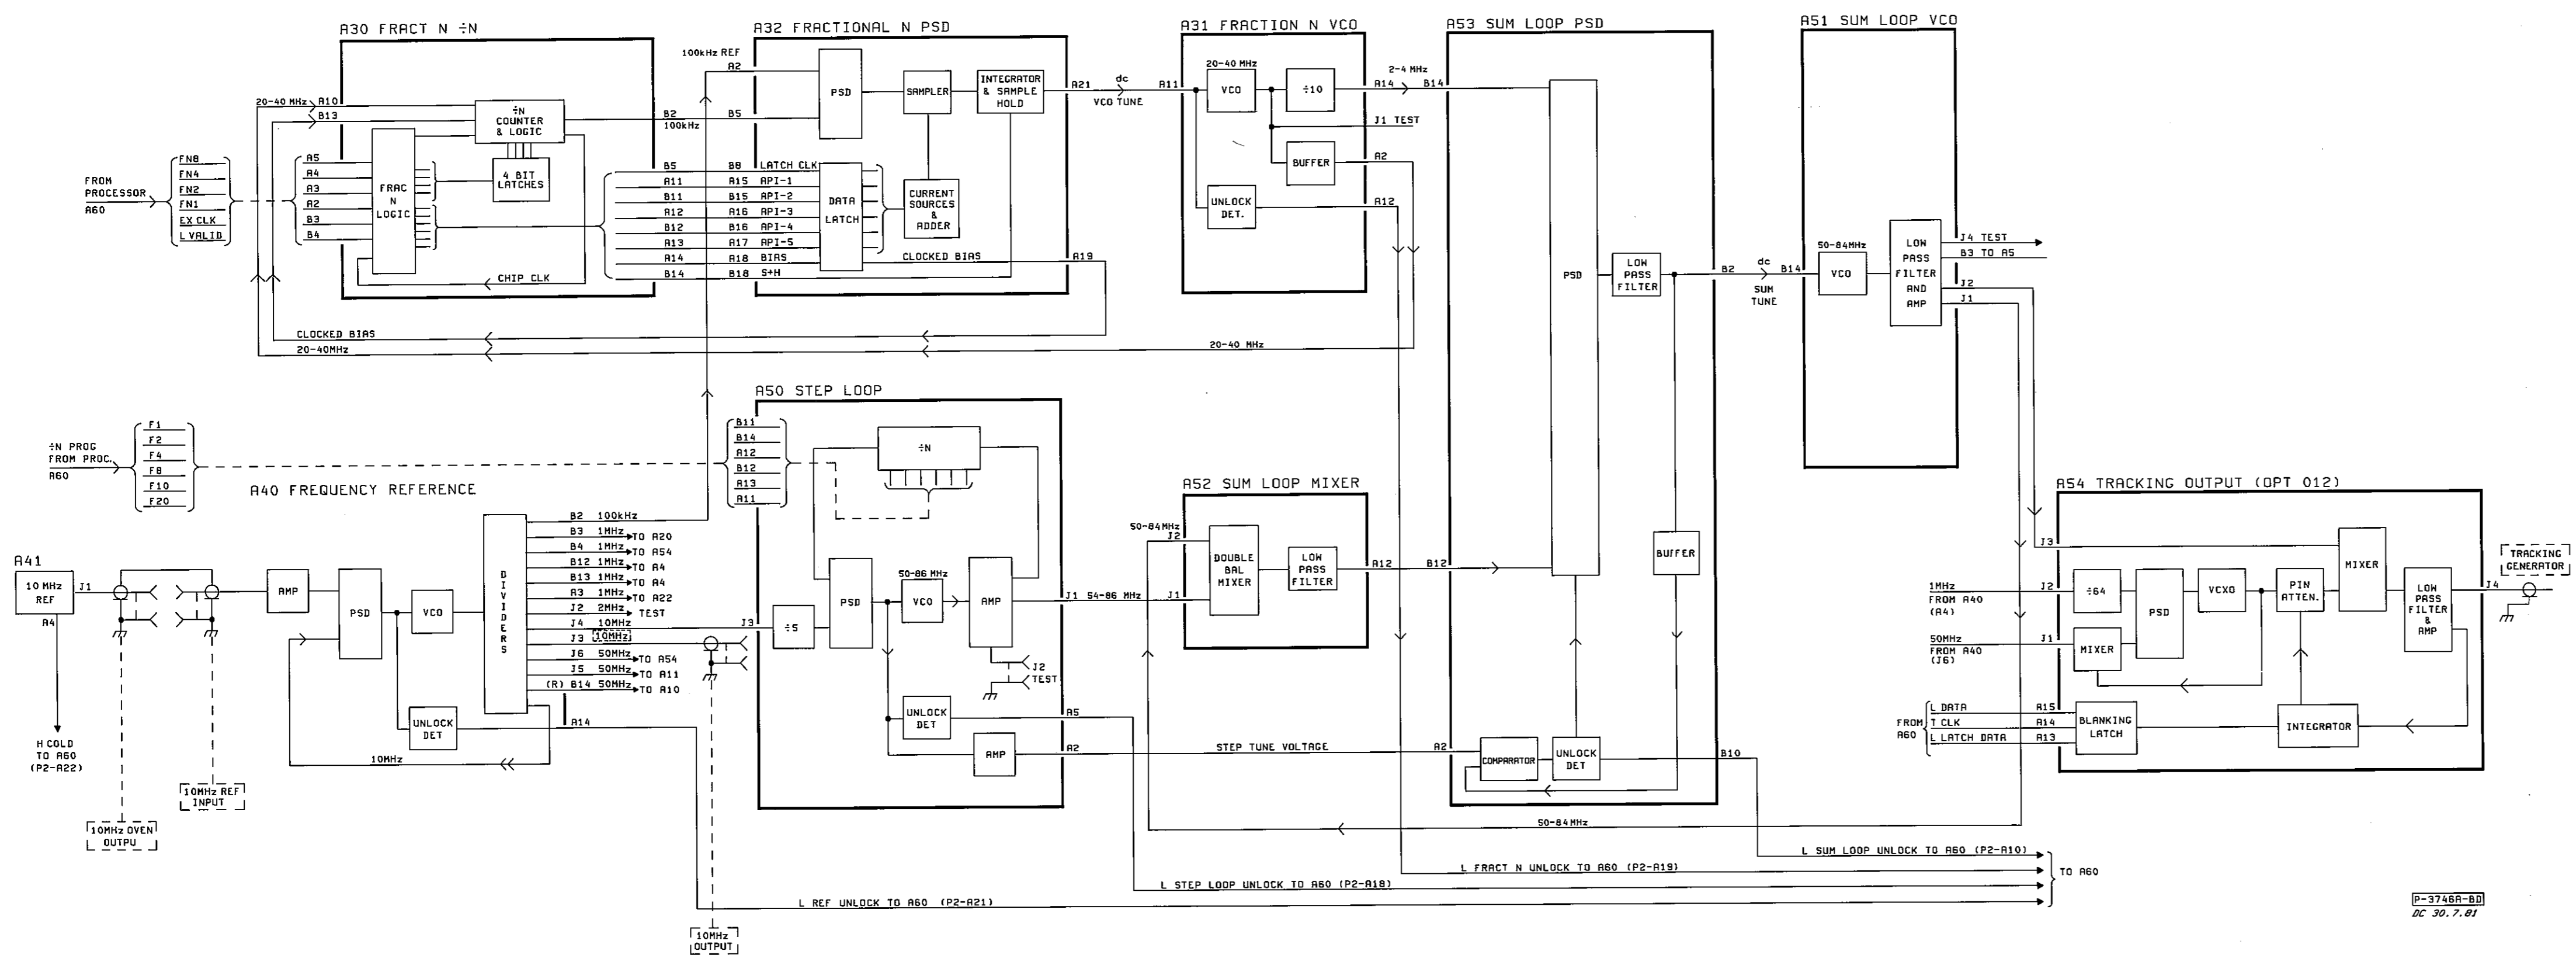 A30 FRACT N ÷N
20-40 MHz A10
B13
÷N
COUNTER
& LOGIC
4 BIT
LATCHES
FRAC
N
LOGIC
A5
A4
A3
A2
B3
B4
CHIP CLK
FROM
PROCESSOR
A60
FN8
FN4
FN2
FN1
EX CLK
L VALID
CLOCKED BIAS
20-40MHz
B2
100kHz
B5
A11
B11
A12
B12
A13
A14
B14
A32 FRACTIONAL N PSD
100kHz REF
A2
B5
PSD
SAMPLER
INTEGRATOR
& SAMPLE
HOLD
B8 LATCH CLK
A15 API-1
B15 API-2
A16 API-3
B16 API-4
A17 API-5
A18 BIAS
B18 S+H
DATA
LATCH
CURRENT
SOURCES
&
ADDER
CLOCKED BIAS
A19
A21
dc
VCO TUNE
A11
A31 FRACTION N VCO
20-40 MHz
VCO
÷10
A14
2-4 MHz
B14
J1 TEST
BUFFER
A2
UNLOCK
DET.
A12
20-40 MHz
A53 SUM LOOP PSD
PSD
LOW
PASS
FILTER
BUFFER
COMPARATOR
UNLOCK
DET
B2
dc
SUM
TUNE
B14
B10
A51 SUM LOOP VCO
50-84MHz
VCO
LOW
PASS
FILTER
AND
AMP
J4 TEST
B3 TO A5
J2
J1
÷N PROG
FROM PROC.
A60
F1
F2
F4
F8
F10
F20
A40 FREQUENCY REFERENCE
A41
10 MHz
REF
J1
A4
H COLD
TO A60
(P2-A22)
10MHz OVEN
OUTPU
10MHz REF
INPUT
AMP
PSD
VCO
DIVIDERS
UNLOCK
DET
10MHz
B2 100kHz
B3 1MHz TO A20
B4 1MHz TO A54
B12 1MHz TO A4
B13 1MHz TO A4
A3 1MHz TO A22
J2 2MHz TEST
J4 10MHz
J3 10MHz
J6 50MHz TO A54
J5 50MHz TO A11
(R) B14 50MHz TO A10
A14
10MHz
OUTPUT
A50 STEP LOOP
B11
B14
A12
B12
A13
A11
÷N
J3
÷5
PSD
50-86 MHz
VCO
AMP
J2
TEST
UNLOCK
DET
AMP
J1 54-86 MHz J1
A5
A2
STEP TUNE VOLTAGE
A2
A52 SUM LOOP MIXER
50-84MHz
J2
DOUBLE
BAL
MIXER
LOW
PASS
FILTER
A12
B12
50-84MHz
A54 TRACKING OUTPUT (OPT 012)
J3
1MHz
FROM A40
(A4)
J2
÷64
PSD
VCXO
PIN
ATTEN.
MIXER
LOW
PASS
FILTER
&
AMP
J4
TRACKING
GENERATOR
50MHz
FROM A40
(J6)
J1
MIXER
FROM
A60
L DATA A15
T CLK A14
L LATCH DATA A13
BLANKING
LATCH
INTEGRATOR
L SUM LOOP UNLOCK TO A60 (P2-A10)
L FRACT N UNLOCK TO A60 (P2-A19)
L STEP LOOP UNLOCK TO A60 (P2-A18)
L REF UNLOCK TO A60 (P2-A21)
TO A60
P-3746A-BD
DC 30.7.81